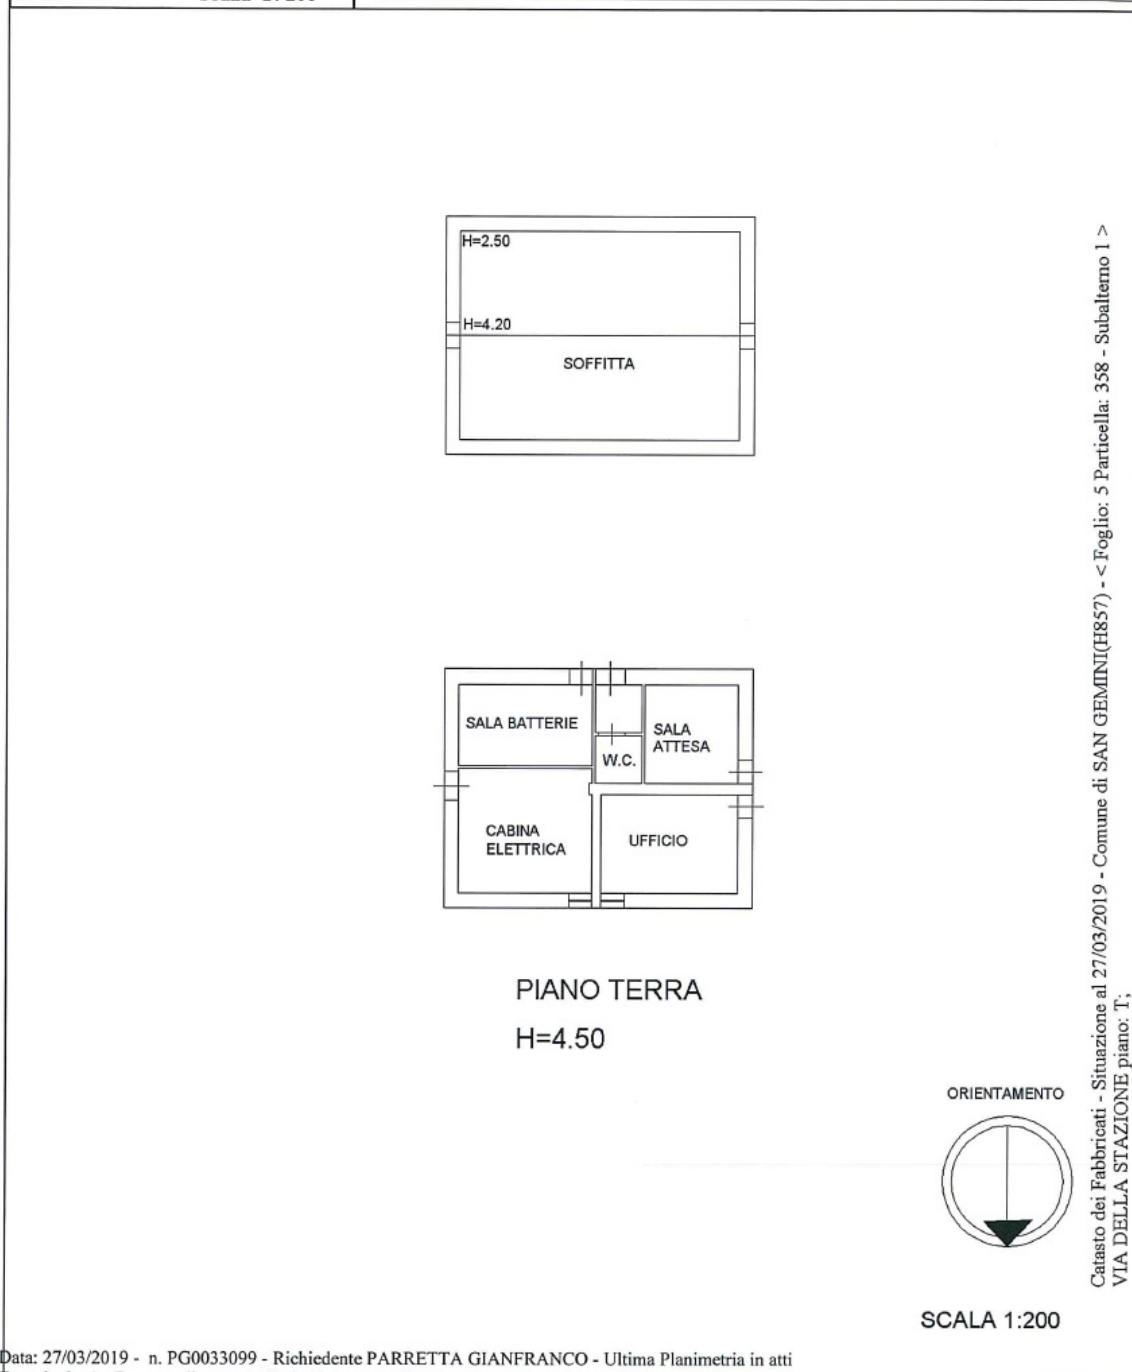 H=2.50
H=4.20
SOFFITTA
SALA BATTERIE
SALA
ATTESA
W.C.
CABINA
ELETTRICA
UFFICIO
PIANO TERRA
H=4.50
ORIENTAMENTO
SCALA 1:200
Catasto dei Fabbricati - Situazione al 27/03/2019 - Comune di SAN GEMINI(H857) - < Foglio: 5 Particella: 358 - Subalterno 1 >
VIA DELLA STAZIONE piano: T;
Data: 27/03/2019 - n. PG0033099 - Richiedente PARRETTA GIANFRANCO - Ultima Planimetria in atti